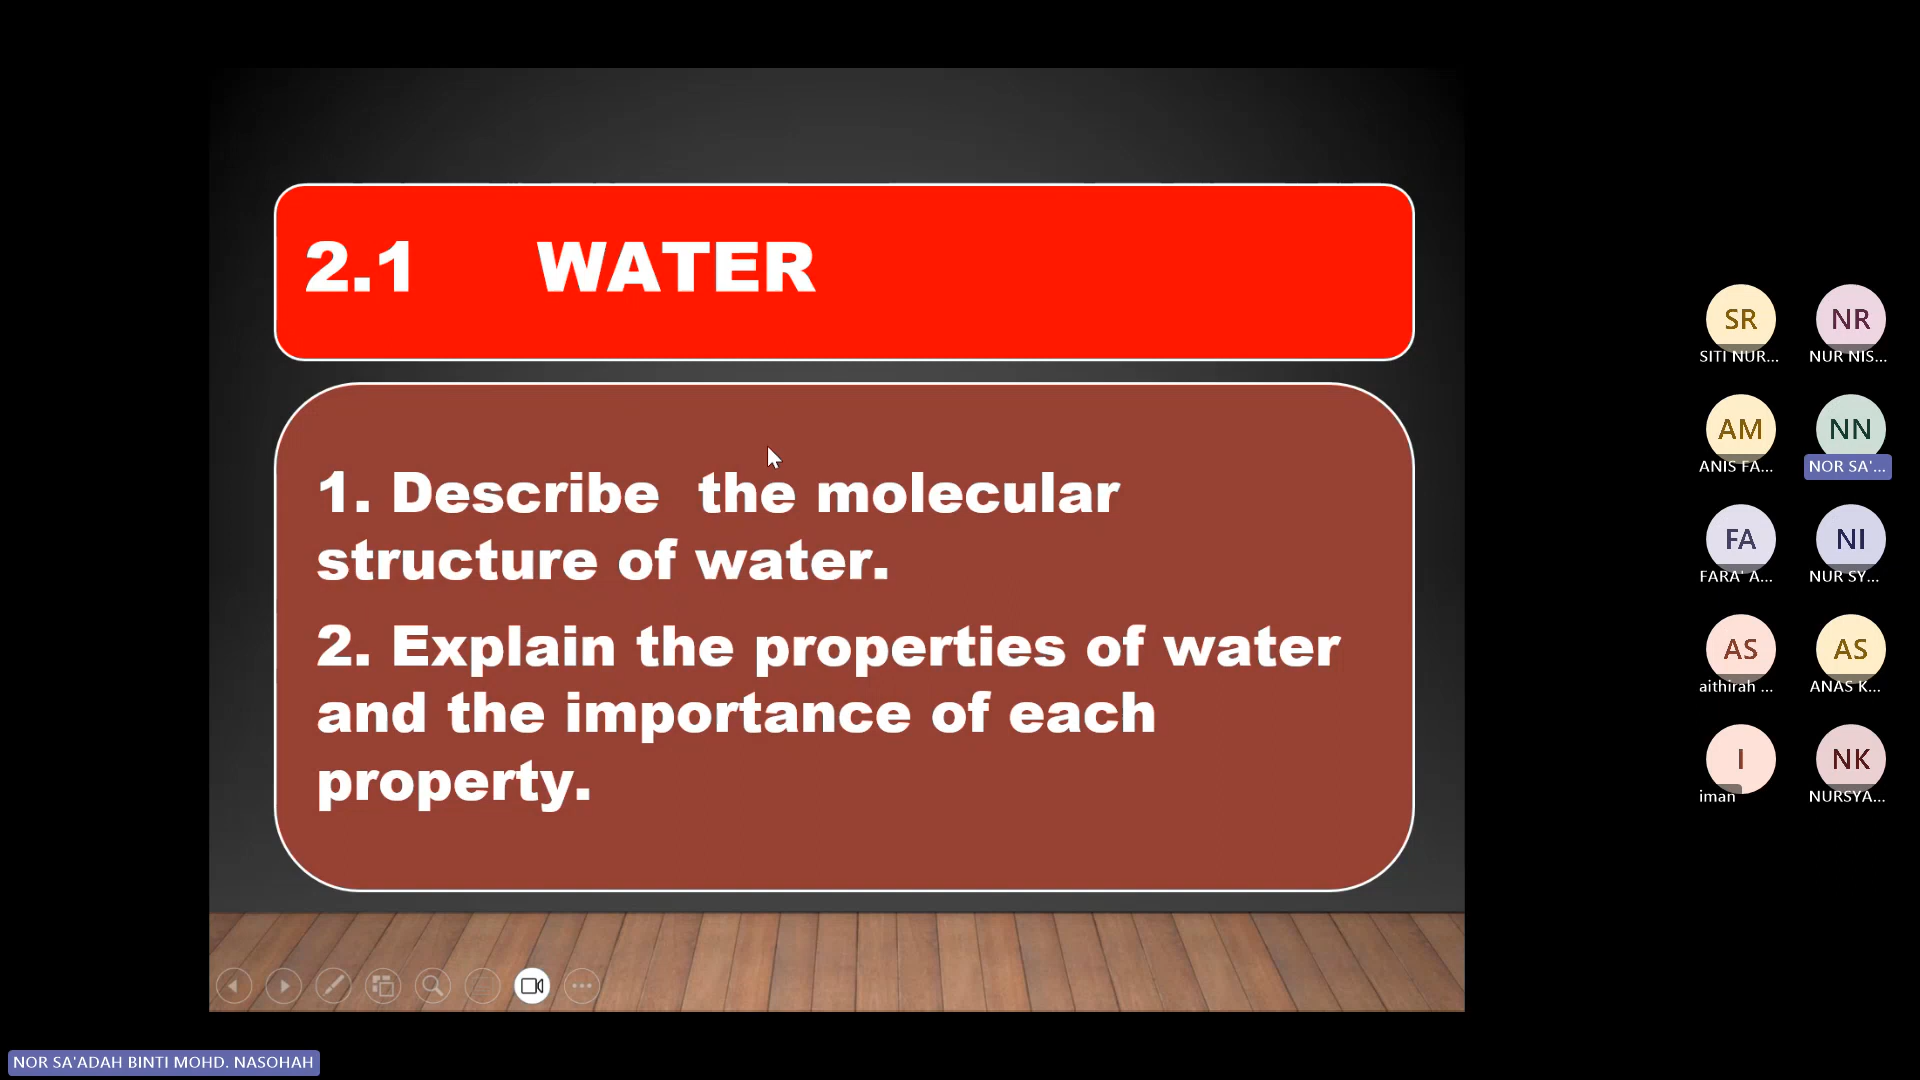 2.1 WATER
1. Describe the molecular
structure of water.
2. Explain the properties of water
and the importance of each
property.
SR
NR
SITI NUR...
NUR NIS...
AM
NN
ANIS FA...
NOR SA'...
FA
NI
FARA' A...
NUR SY...
AS
AS
aithirah ...
ANAS K...
I
NK
iman
NURSYA...
NOR SA'ADAH BINTI MOHD. NASOHAH